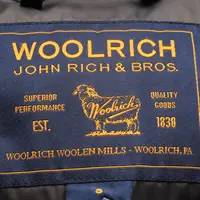 WOOLRICH
JOHN RICH & BROS.
SUPERIOR PERFORMANCE
QUALITY GOODS
Woolrich
EST. 1830
WOOLRICH WOOLEN MILLS - WOOLRICH, PA